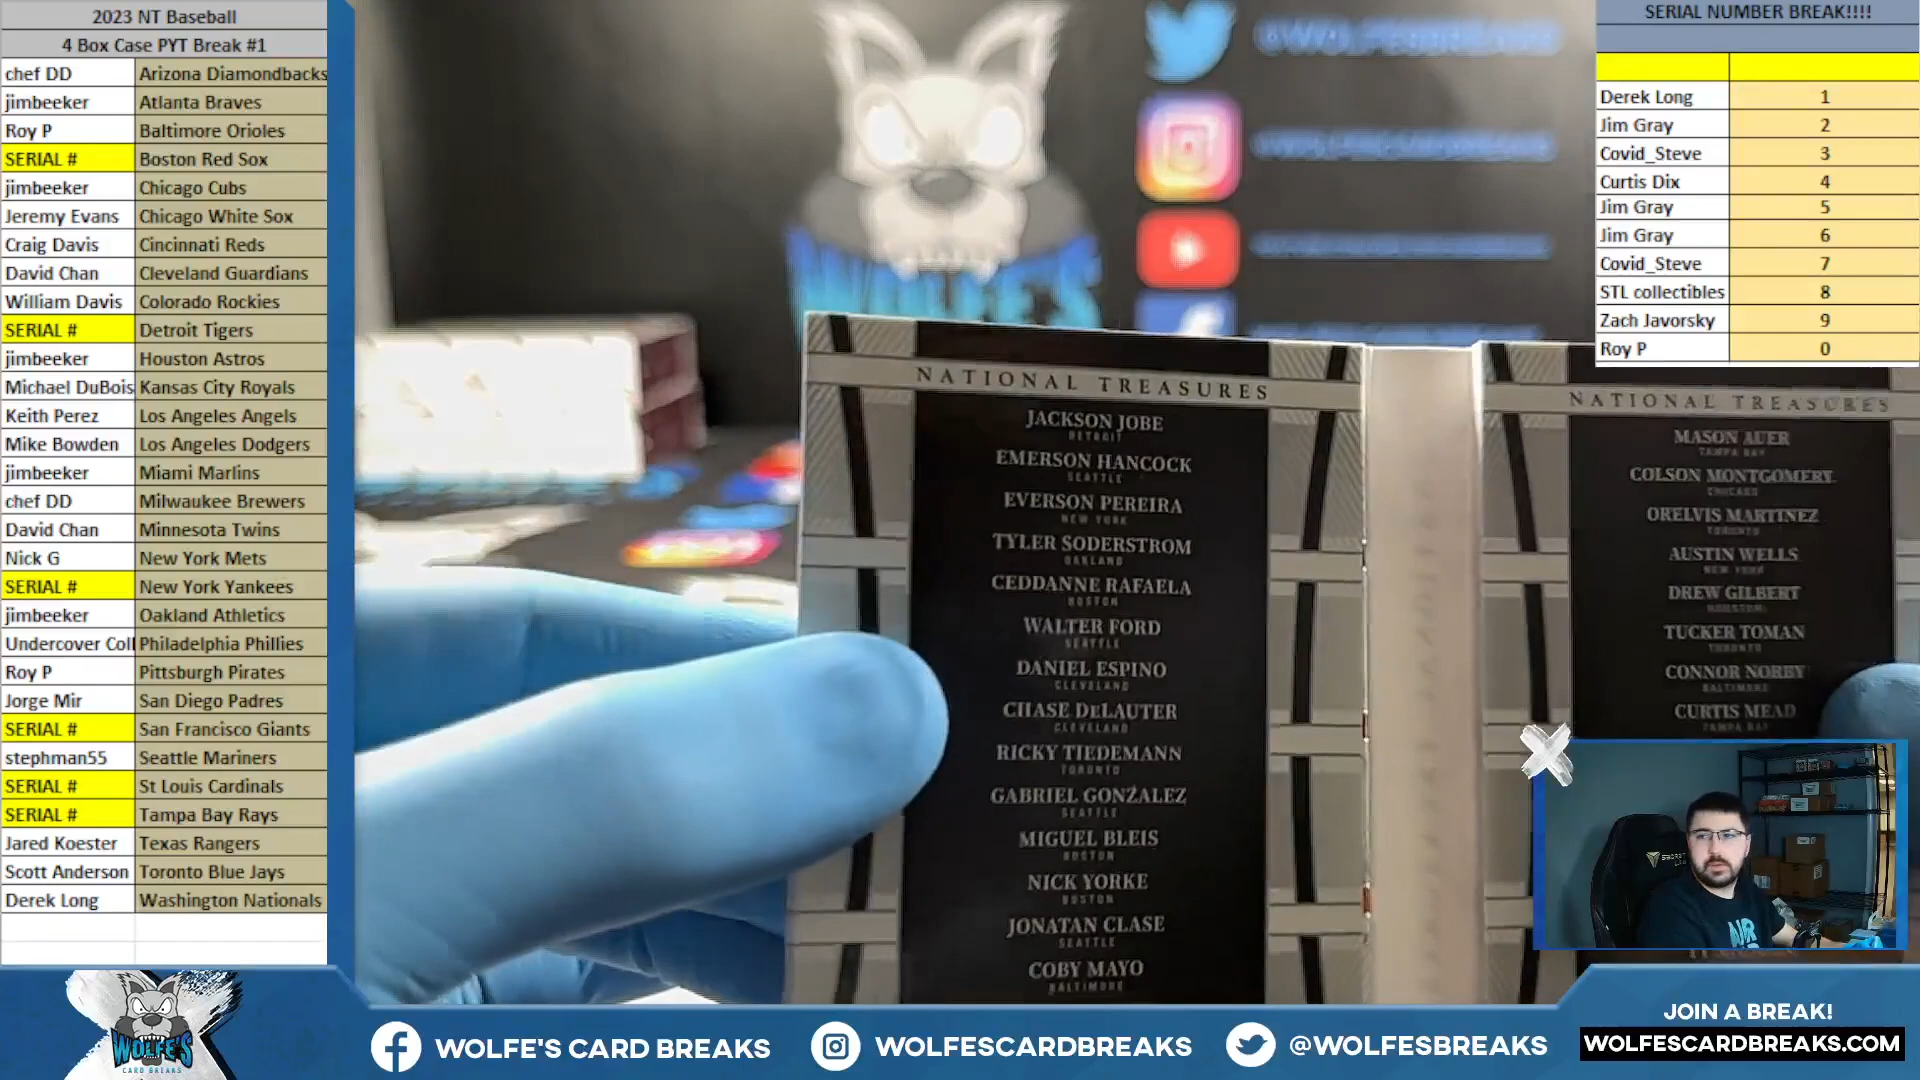 2023 NT Baseball
4 Box Case PYT Break #1
chef DD Arizona Diamondbacks
jimbeeker Atlanta Braves
Roy P Baltimore Orioles
SERIAL # Boston Red Sox
jimbeeker Chicago Cubs
Jeremy Evans Chicago White Sox
Craig Davis Cincinnati Reds
David Chan Cleveland Guardians
William Davis Colorado Rockies
SERIAL # Detroit Tigers
jimbeeker Houston Astros
Michael DuBois Kansas City Royals
Keith Perez Los Angeles Angels
Mike Bowden Los Angeles Dodgers
jimbeeker Miami Marlins
chef DD Milwaukee Brewers
David Chan Minnesota Twins
Nick G New York Mets
SERIAL # New York Yankees
jimbeeker Oakland Athletics
Undercover Coll Philadelphia Phillies
Roy P Pittsburgh Pirates
Jorge Mir San Diego Padres
SERIAL # San Francisco Giants
stephman55 Seattle Mariners
SERIAL # St Louis Cardinals
SERIAL # Tampa Bay Rays
Jared Koester Texas Rangers
Scott Anderson Toronto Blue Jays
Derek Long Washington Nationals
WOLFE'S
NATIONAL TREASURES
JACKSON JOBE
DETROIT
EMERSON HANCOCK
SEATTLE
EVERSON PEREIRA
NEW YORK
TYLER SODERSTROM
OAKLAND
CEDDANNE RAFAELA
BOSTON
WALTER FORD
SEATTLE
DANIEL ESPINO
CLEVELAND
CHASE DeLAUTER
CLEVELAND
RICKY TIEDEMANN
TORONTO
GABRIEL GONZALEZ
SEATTLE
MIGUEL BLEIS
BOSTON
NICK YORKE
BOSTON
JONATAN CLASE
SEATTLE
COBY MAYO
BALTIMORE
NATIONAL TREASURES
MASON AUER
TAMPA BAY
COLSON MONTGOMERY
CHICAGO
ORELVIS MARTINEZ
TORONTO
AUSTIN WELLS
NEW YORK
DREW GILBERT
HOUSTON
TUCKER TOMAN
TORONTO
CONNOR NORBY
BALTIMORE
CURTIS MEAD
TAMPA BAY
SERIAL NUMBER BREAK!!!!
Derek Long 1
Jim Gray 2
Covid_Steve 3
Curtis Dix 4
Jim Gray 5
Jim Gray 6
Covid_Steve 7
STL collectibles 8
Zach Javorsky 9
Roy P 0
WOLFE'S
CARD BREAKS
WOLFE'S CARD BREAKS
WOLFESCARDBREAKS
@WOLFESBREAKS
JOIN A BREAK!
WOLFESCARDBREAKS.COM